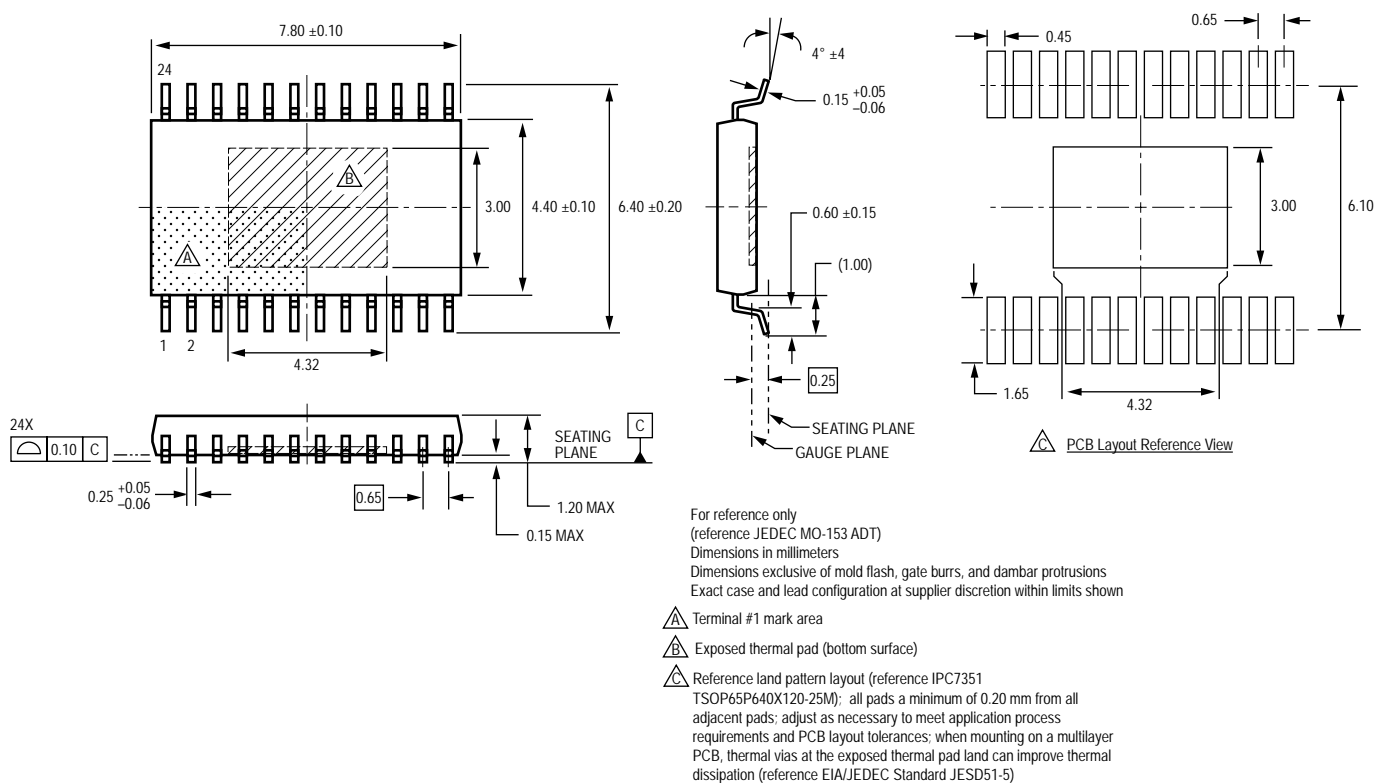 7.80 ±0.10
24
A
B
3.00
4.40 ±0.10
6.40 ±0.20
1 2
4.32
4° ±4
0.15 +0.05 –0.06
0.60 ±0.15
(1.00)
0.25
SEATING PLANE
GAUGE PLANE
0.45
0.65
3.00
6.10
1.65
4.32
C PCB Layout Reference View
24X
0.10 C
SEATING
PLANE
C
0.25 +0.05 –0.06
0.65
1.20 MAX
0.15 MAX
For reference only
(reference JEDEC MO-153 ADT)
Dimensions in millimeters
Dimensions exclusive of mold flash, gate burrs, and dambar protrusions
Exact case and lead configuration at supplier discretion within limits shown
A Terminal #1 mark area
B Exposed thermal pad (bottom surface)
C Reference land pattern layout (reference IPC7351
TSOP65P640X120-25M); all pads a minimum of 0.20 mm from all
adjacent pads; adjust as necessary to meet application process
requirements and PCB layout tolerances; when mounting on a multilayer
PCB, thermal vias at the exposed thermal pad land can improve thermal
dissipation (reference EIA/JEDEC Standard JESD51-5)